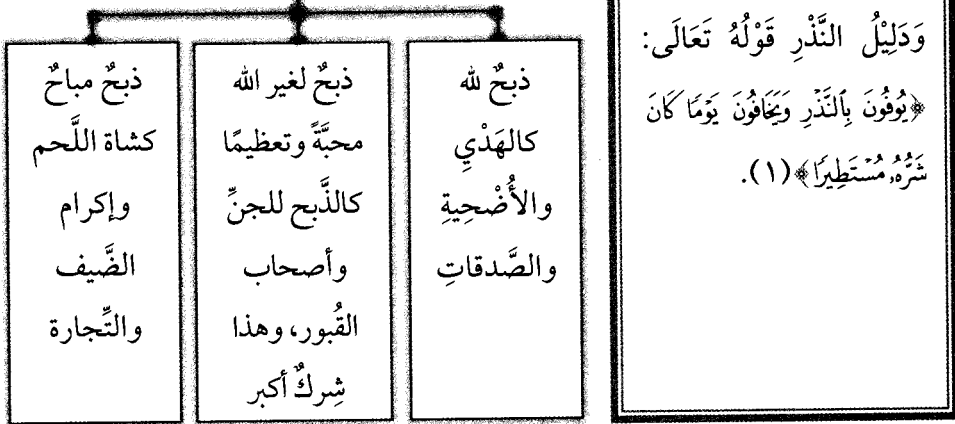 وَدَلِيْلُ النَّذْرِ قَوْلُهُ تَعَالَى:
﴿يُوفُونَ بِٱلنَّذْرِ وَيَخَافُونَ يَوْمًا كَانَ
شَرُّهُۥ مُسْتَطِيرًا﴾(١).
ذبحٌ لله
كالهَدْيِ
والأُضْحِيةِ
والصَّدقاتِ
ذبحٌ لغير الله
محبَّةً وتعظيمًا
كالذَّبح للجنِّ
وأصحاب
القُبور، وهذا
شِركٌ أكبر
ذبحٌ مباحٌ
كشاة اللَّحم
وإكرام
الضَّيف
والتِّجارة